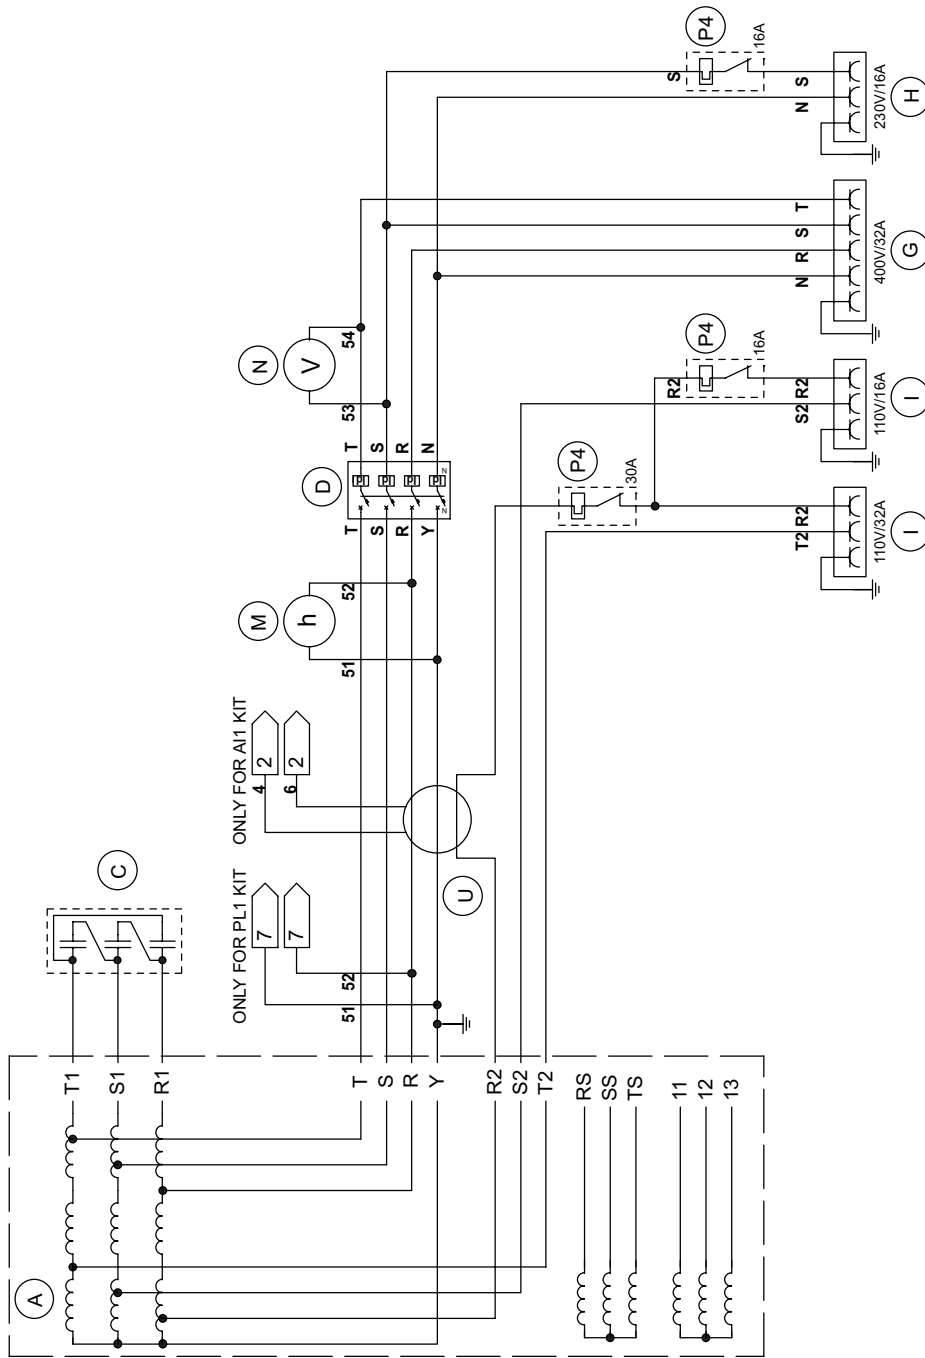 A
T1
S1
R1
T
S
R
Y
R2
S2
T2
RS
SS
TS
11
12
13
C
ONLY FOR PL1 KIT
7
7
51
52
U
ONLY FOR AI1 KIT
4
2
6
2
M
h
51
52
D
T
S
R
Y
N
N
T
S
R
N
N
V
53
54
P4
30A
T2
R2
110V/32A
I
R2
P4
16A
S2
R2
110V/16A
I
N
R
S
T
400V/32A
G
S
P4
16A
N
S
230V/16A
H